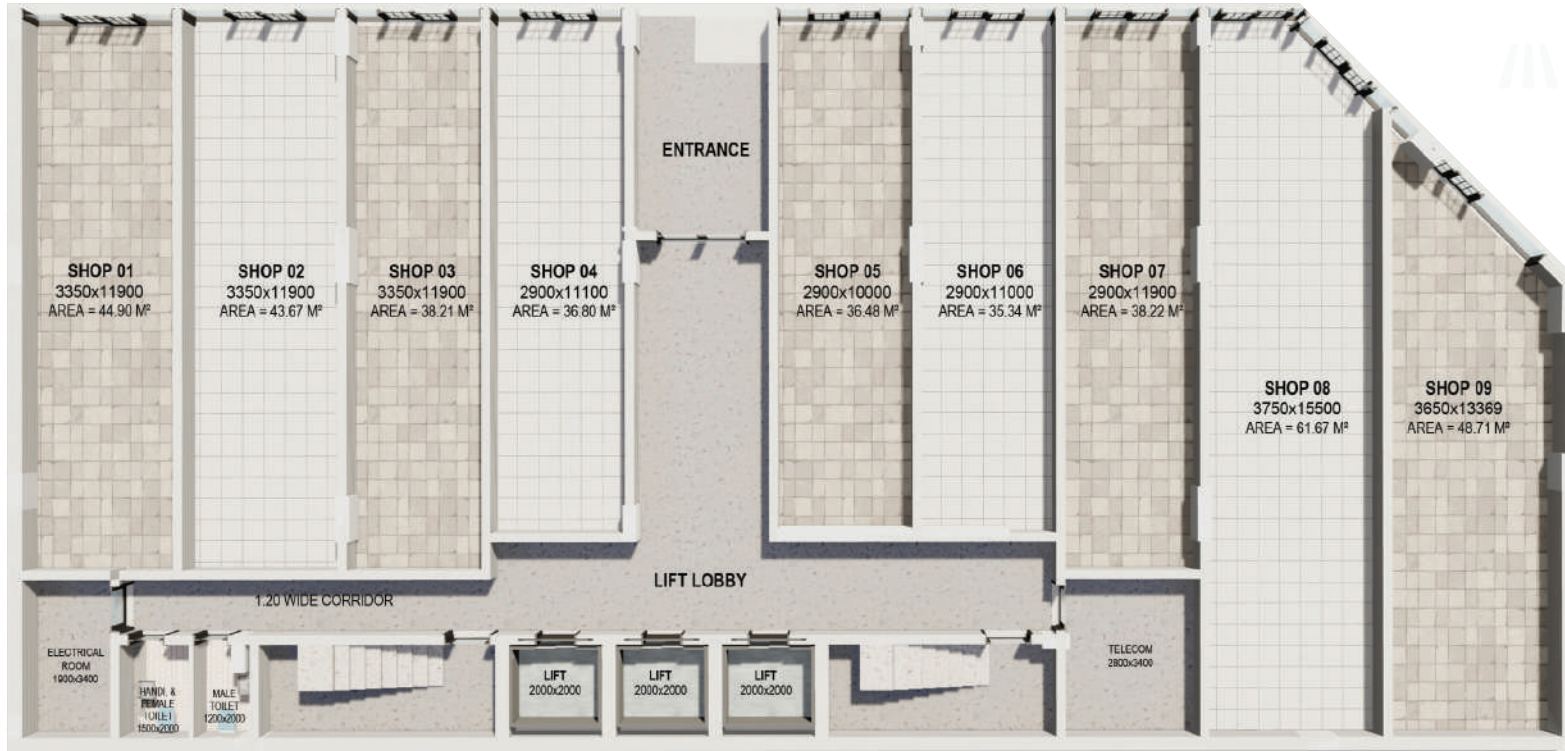 ENTRANCE
SHOP 01
3350x11900
AREA = 44.90 M²
SHOP 02
3350x11900
AREA = 43.67 M²
SHOP 03
3350x11900
AREA = 38.21 M²
SHOP 04
2900x11100
AREA = 36.80 M²
SHOP 05
2900x10000
AREA = 36.48 M²
SHOP 06
2900x11000
AREA = 35.34 M²
SHOP 07
2900x11900
AREA = 38.22 M²
SHOP 08
3750x15500
AREA = 61.67 M²
SHOP 09
3650x13369
AREA = 48.71 M²
LIFT LOBBY
1.20 WIDE CORRIDOR
ELECTRICAL
ROOM
1900x3400
HANDI. &
FEMALE
TOILET
1500x2000
MALE
TOILET
1200x2000
LIFT
2000x2000
LIFT
2000x2000
LIFT
2000x2000
TELECOM
2800x3400